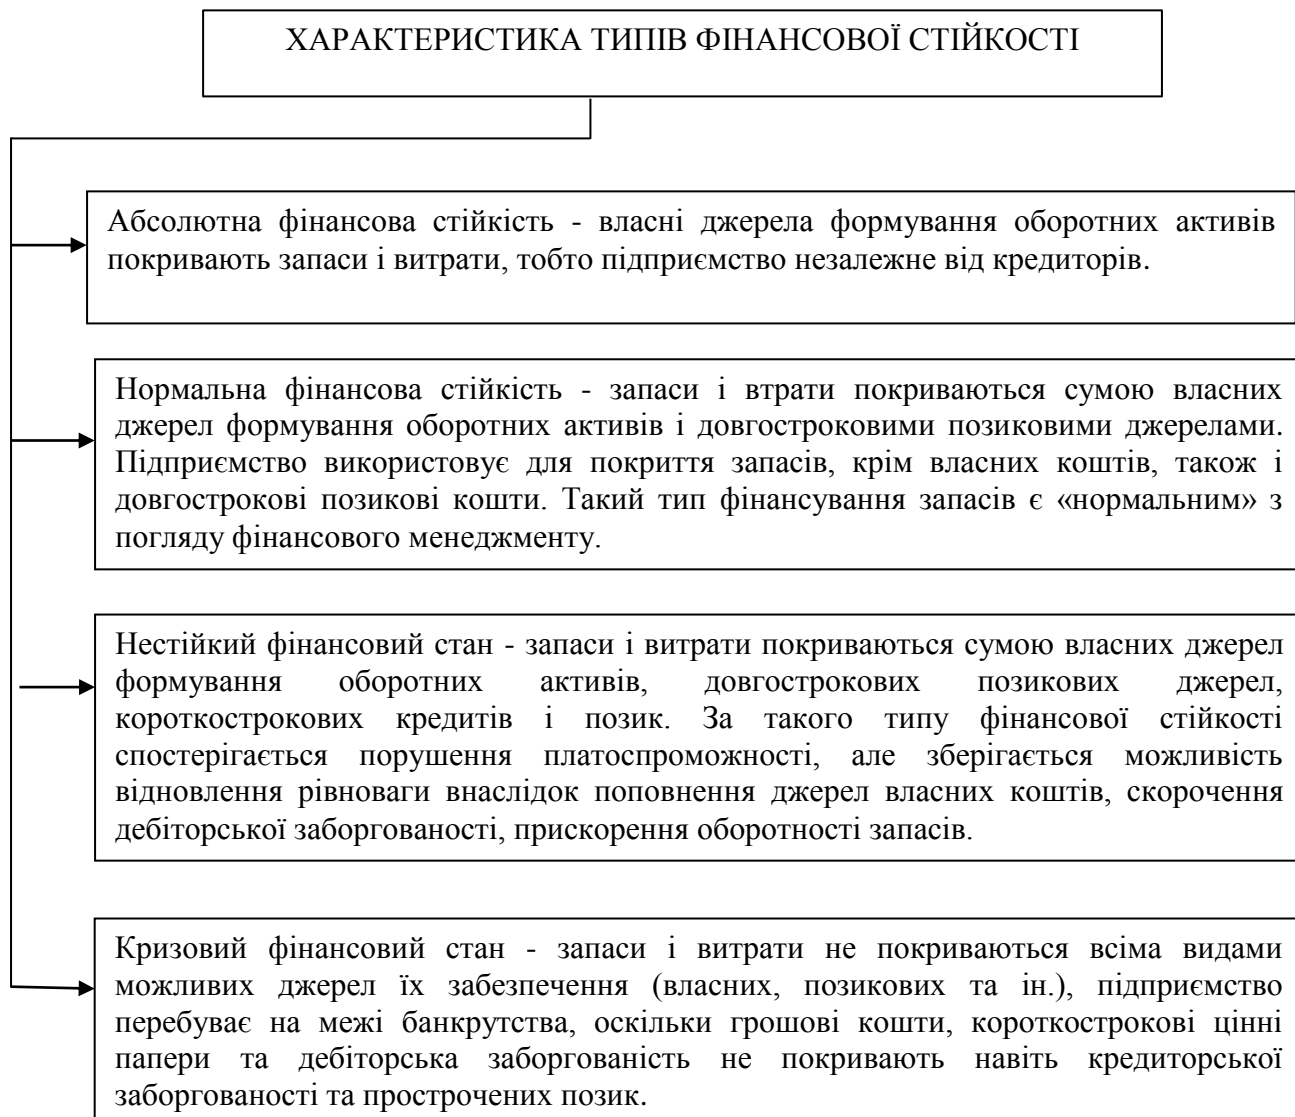 ХАРАКТЕРИСТИКА ТИПІВ ФІНАНСОВОЇ СТІЙКОСТІ
Абсолютна фінансова стійкість - власні джерела формування оборотних активів
покривають запаси і витрати, тобто підприємство незалежне від кредиторів.
Нормальна фінансова стійкість - запаси і втрати покриваються сумою власних
джерел формування оборотних активів і довгостроковими позиковими джерелами.
Підприємство використовує для покриття запасів, крім власних коштів, також і
довгострокові позикові кошти. Такий тип фінансування запасів є «нормальним» з
погляду фінансового менеджменту.
Нестійкий фінансовий стан - запаси і витрати покриваються сумою власних джерел
формування оборотних активів, довгострокових позикових джерел,
короткострокових кредитів і позик. За такого типу фінансової стійкості
спостерігається порушення платоспроможності, але зберігається можливість
відновлення рівноваги внаслідок поповнення джерел власних коштів, скорочення
дебіторської заборгованості, прискорення оборотності запасів.
Кризовий фінансовий стан - запаси і витрати не покриваються всіма видами
можливих джерел їх забезпечення (власних, позикових та ін.), підприємство
перебуває на межі банкрутства, оскільки грошові кошти, короткострокові цінні
папери та дебіторська заборгованість не покривають навіть кредиторської
заборгованості та прострочених позик.